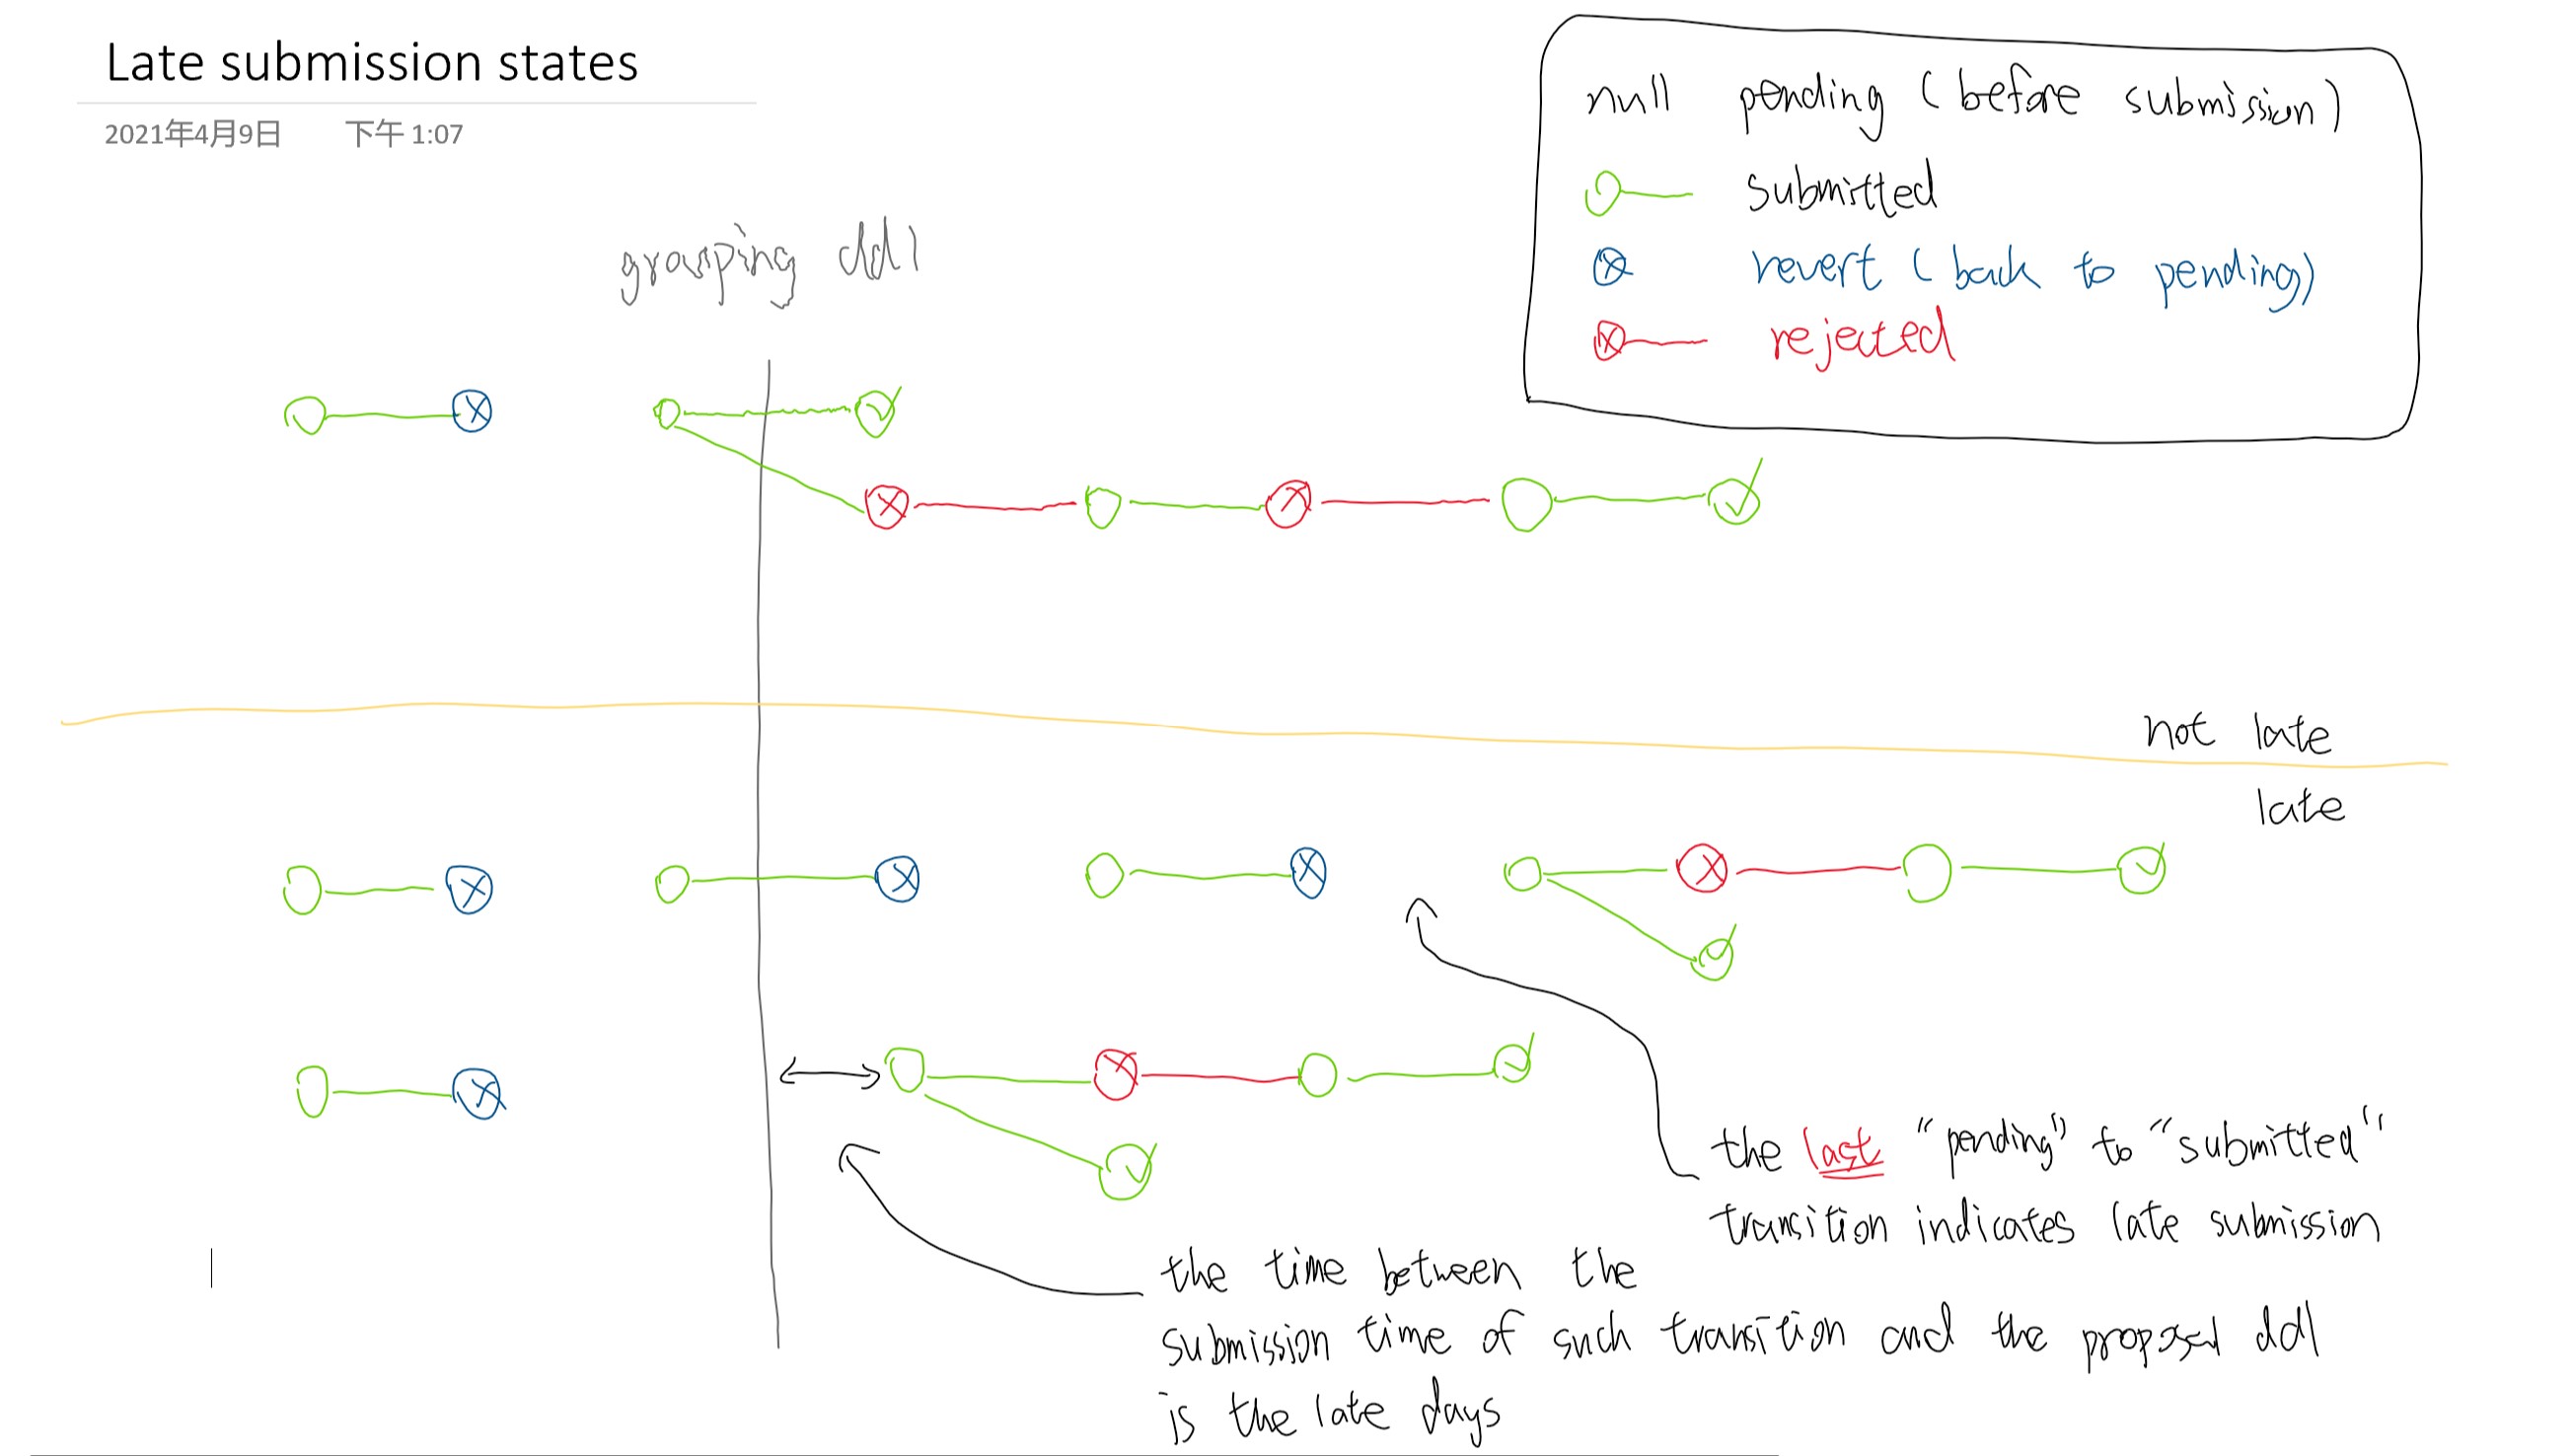 Late submission states
2021年4月9日 下午 1:07
null pending (before submission)
submitted
revert (back to pending)
rejected
grouping ddl
not late
late
the last "pending" to "submitted"
transition indicates late submission
the time between the
submission time of such transition and the proposal ddl
is the late days